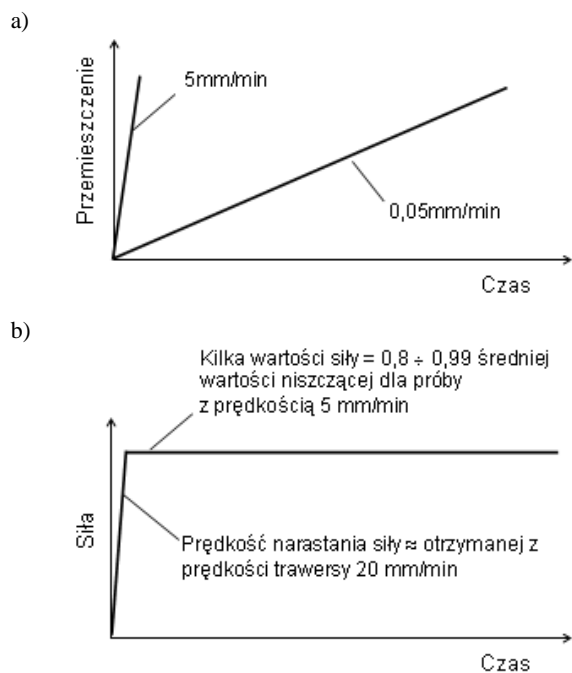 a)
Przemieszczenie
5mm/min
0,05mm/min
Czas
b)
Kilka wartości siły = 0,8 ÷ 0,99 średniej
wartości niszczącej dla próby
z prędkością 5 mm/min
Siła
Prędkość narastania siły ≈ otrzymanej z
prędkości trawersy 20 mm/min
Czas